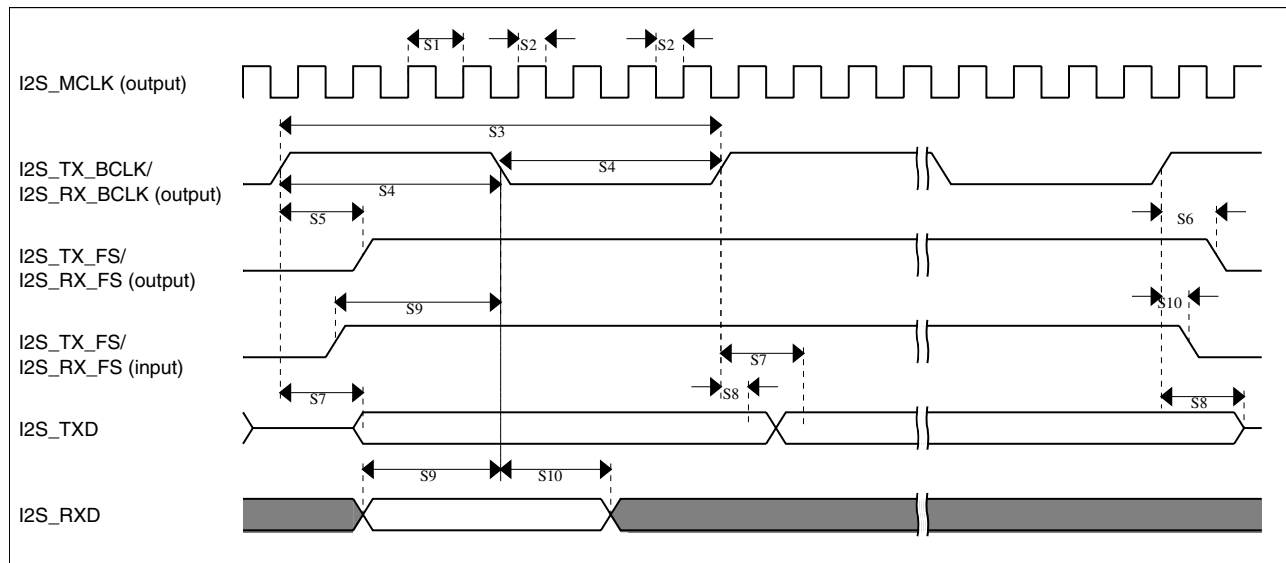 S1
S2
S2
I2S_MCLK (output)
S3
I2S_TX_BCLK/
I2S_RX_BCLK (output)
S4
S4
S5
S6
I2S_TX_FS/
I2S_RX_FS (output)
S9
S10
I2S_TX_FS/
I2S_RX_FS (input)
S7
S7
S8
S8
I2S_TXD
S9
S10
I2S_RXD